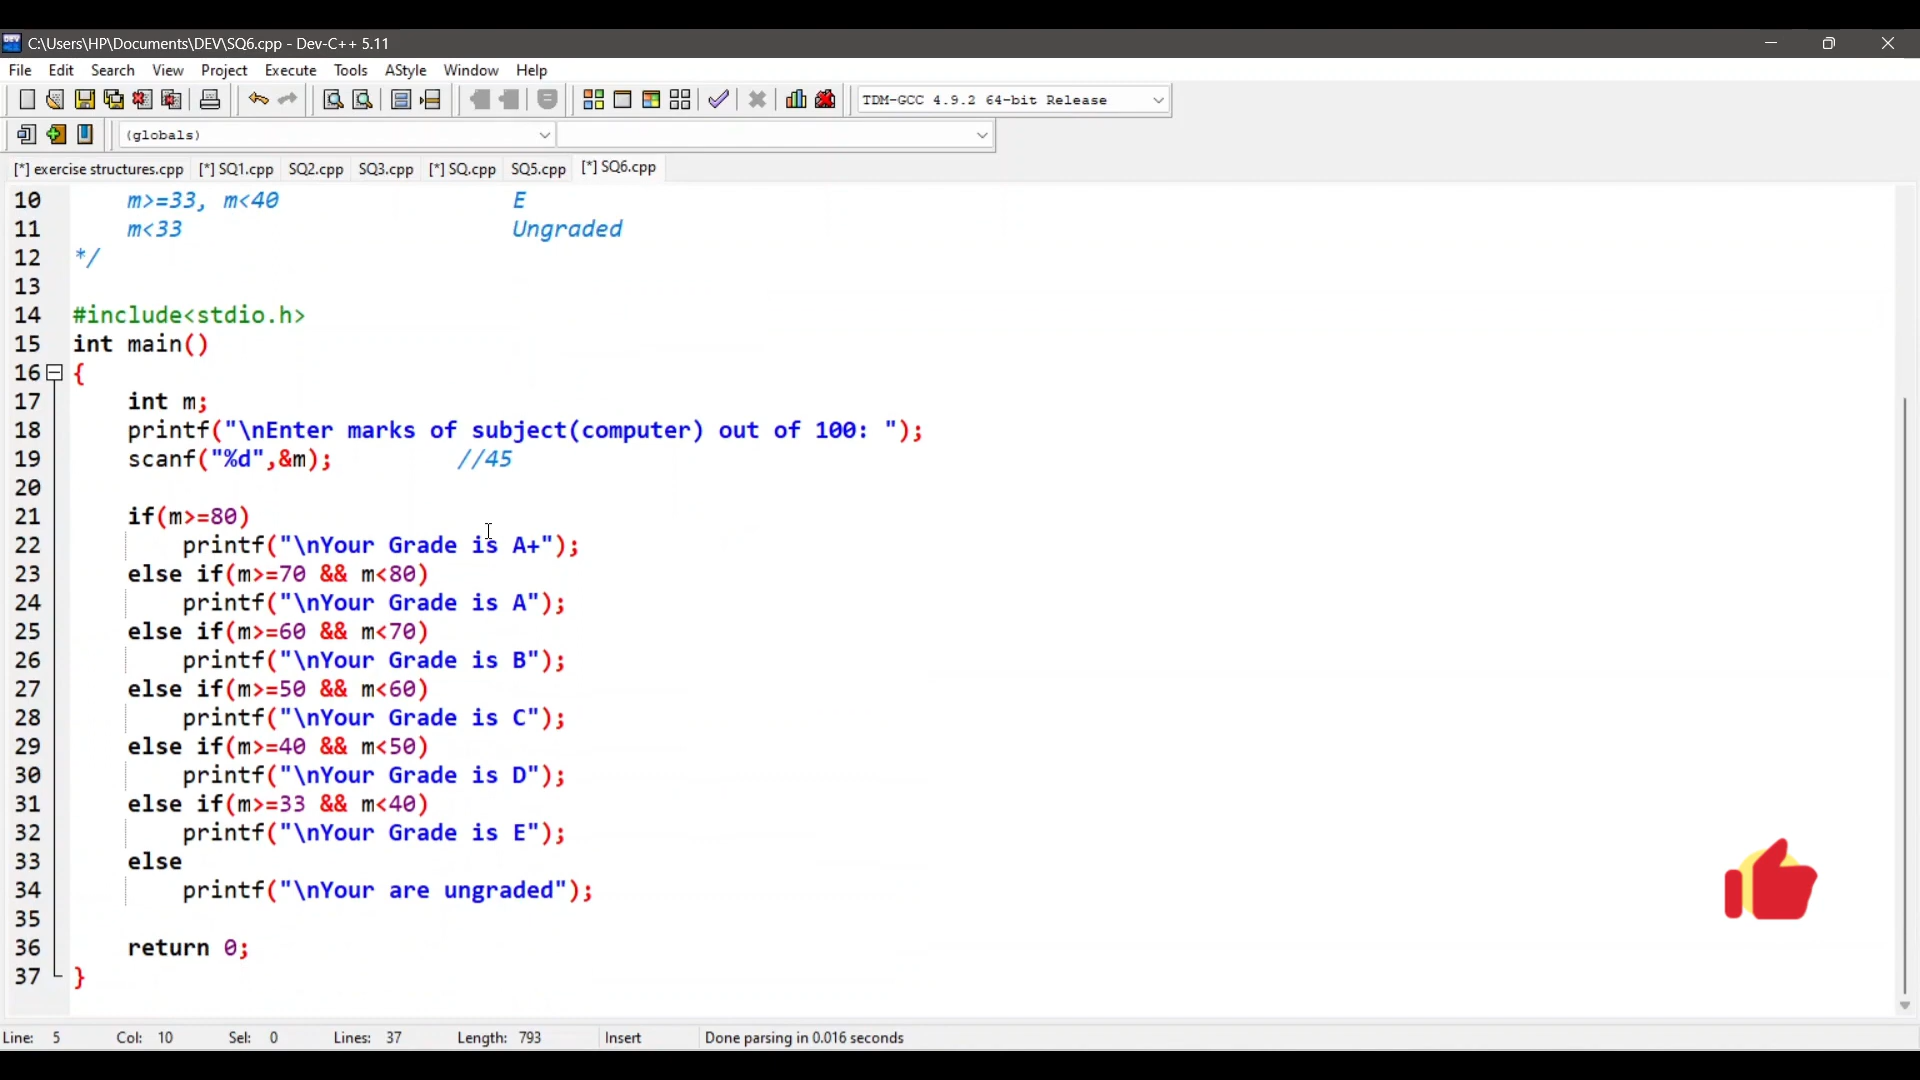 C:\Users\HP\Documents\DEV\SQ6.cpp - Dev-C++ 5.11
File Edit Search View Project Execute Tools AStyle Window Help
TDM-GCC 4.9.2 64-bit Release
(globals)
[*] exercise structures.cpp [*] SQ1.cpp SQ2.cpp SQ3.cpp [*] SQ.cpp SQ5.cpp [*] SQ6.cpp
10 m>=33, m<40 E
11 m<33 Ungraded
12 */
13
14 #include<stdio.h>
15 int main()
16 {
17 int m;
18 printf("\nEnter marks of subject(computer) out of 100: ");
19 scanf("%d",&m); //45
20
21 if(m>=80)
22 printf("\nYour Grade is A+");
23 else if(m>=70 && m<80)
24 printf("\nYour Grade is A");
25 else if(m>=60 && m<70)
26 printf("\nYour Grade is B");
27 else if(m>=50 && m<60)
28 printf("\nYour Grade is C");
29 else if(m>=40 && m<50)
30 printf("\nYour Grade is D");
31 else if(m>=33 && m<40)
32 printf("\nYour Grade is E");
33 else
34 printf("\nYour are ungraded");
35
36 return 0;
37 }
Line: 5 Col: 10 Sel: 0 Lines: 37 Length: 793 Insert Done parsing in 0.016 seconds